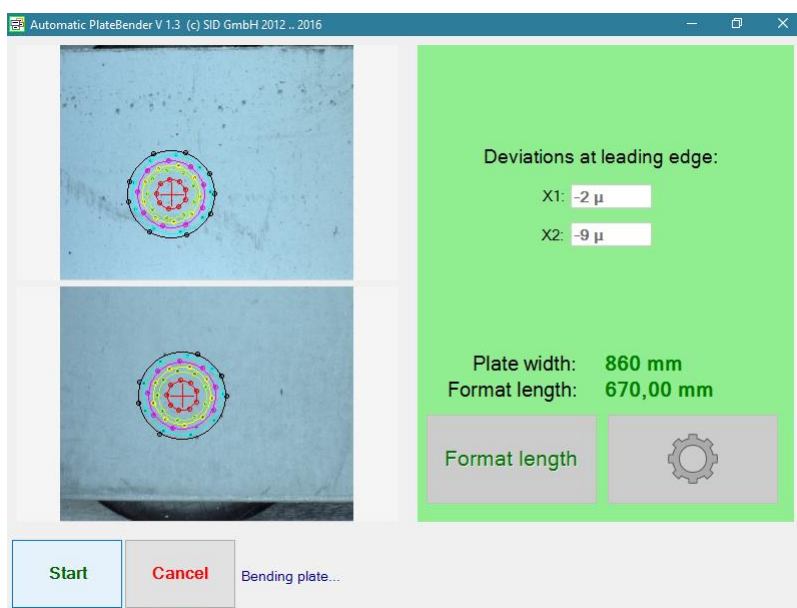 Automatic PlateBender V 1.3 (c) SID GmbH 2012 .. 2016
Deviations at leading edge:
X1: -2 µ
X2: -9 µ
Plate width: 860 mm
Format length: 670,00 mm
Format length
Start
Cancel
Bending plate...